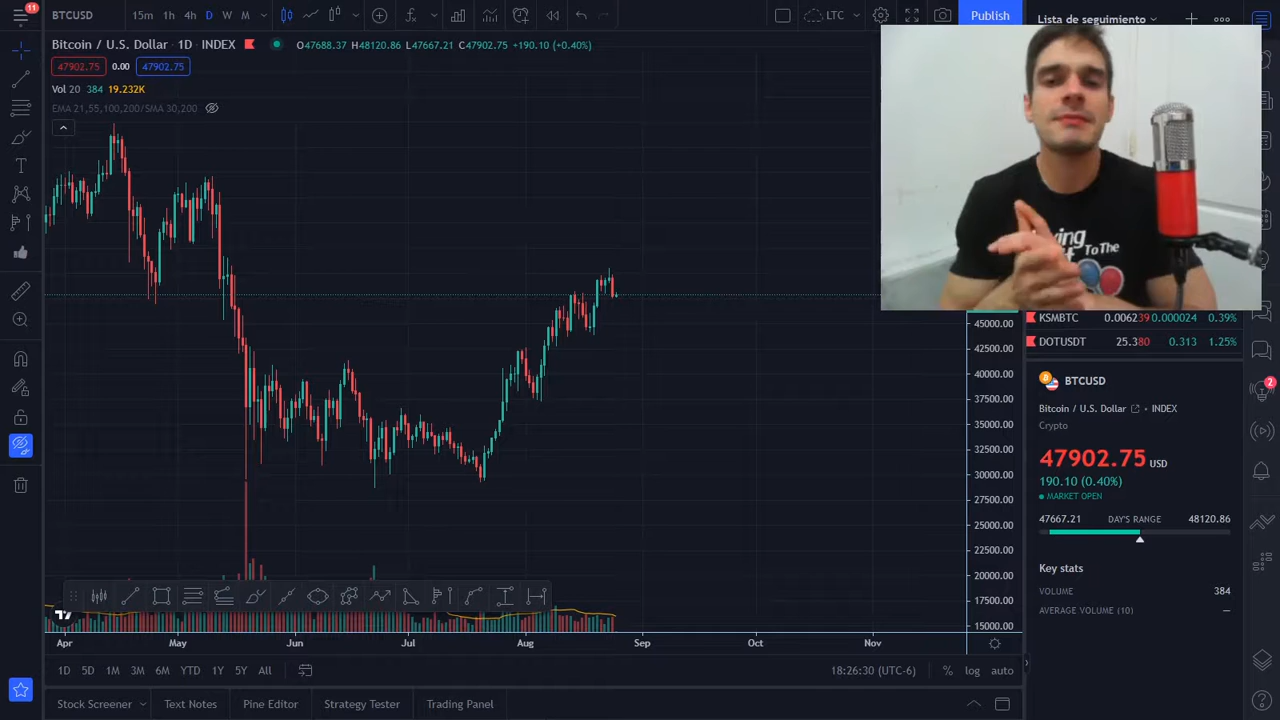 11
BTCUSD 15m 1h 4h D W M LTC Publish
Lista de seguimiento
Bitcoin / U.S. Dollar · 1D · INDEX O47688.37 H48120.86 L47667.21 C47902.75 +190.10 (+0.40%)
47902.75 0.00 47902.75
Vol 20 384 19.232K
EMA 21,55,100,200/SMA 30,200
To The
KSMBTC 0.006239 0.000024 0.39%
DOTUSDT 25.380 0.313 1.25%
45000.00
42500.00
40000.00
37500.00
35000.00
32500.00
30000.00
27500.00
25000.00
22500.00
20000.00
17500.00
15000.00
BTCUSD
Bitcoin / U.S. Dollar · INDEX
Crypto
47902.75 USD
190.10 (0.40%)
MARKET OPEN
47667.21 DAY'S RANGE 48120.86
Key stats
VOLUME 384
AVERAGE VOLUME (10) —
2
Apr May Jun Jul Aug Sep Oct Nov
1D 5D 1M 3M 6M YTD 1Y 5Y All 18:26:30 (UTC-6) % log auto
Stock Screener Text Notes Pine Editor Strategy Tester Trading Panel